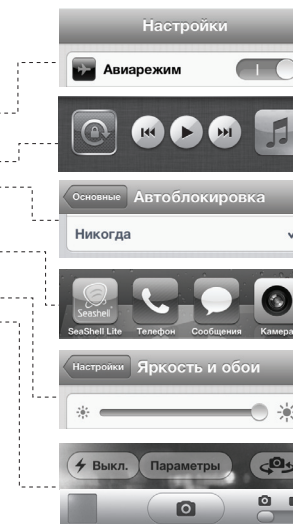 Настройки
Авиарежим
Основные Автоблокировка
Никогда
Seashell
SeaShell Lite Телефон Сообщения Камера
Настройки Яркость и обои
Выкл. Параметры